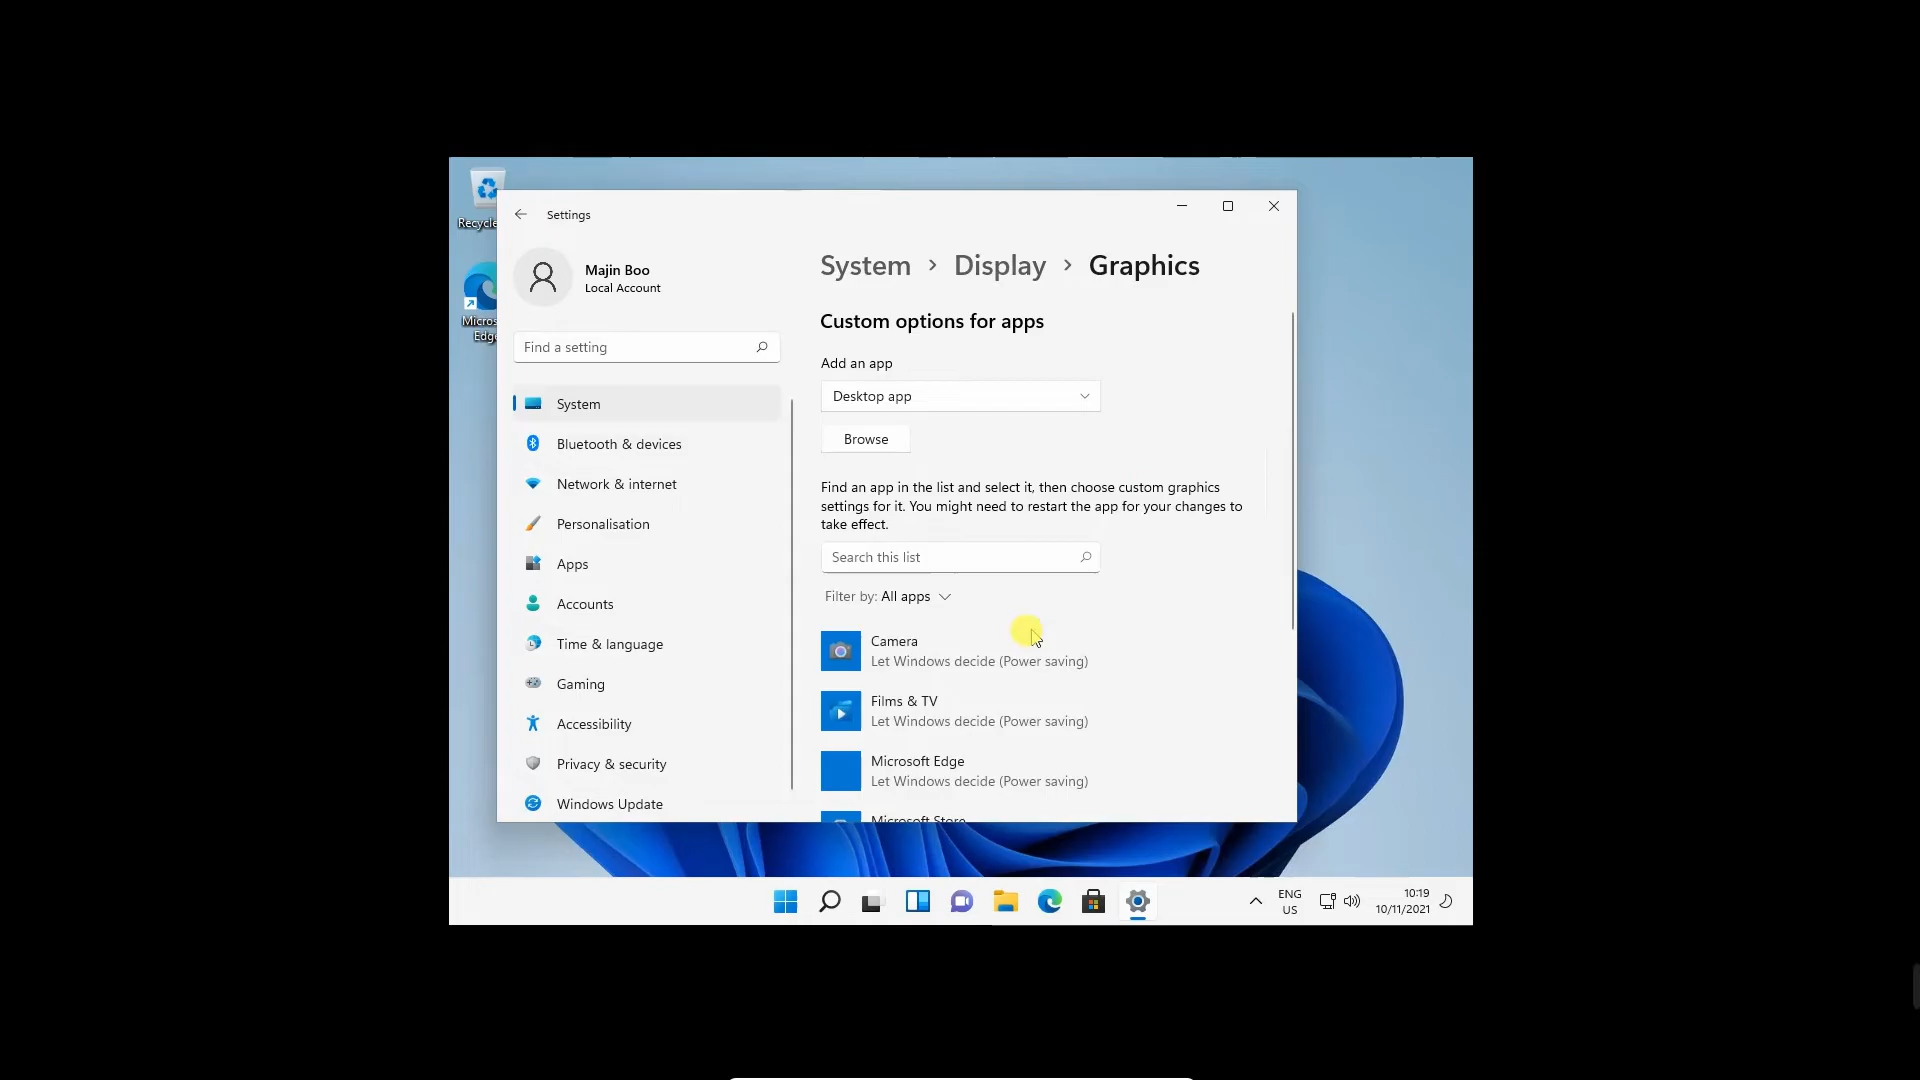 Recycle
Micros
Edge
Settings
Majin Boo
Local Account
Find a setting
System
Bluetooth & devices
Network & internet
Personalisation
Apps
Accounts
Time & language
Gaming
Accessibility
Privacy & security
Windows Update
System > Display > Graphics
Custom options for apps
Add an app
Desktop app
Browse
Find an app in the list and select it, then choose custom graphics
settings for it. You might need to restart the app for your changes to
take effect.
Search this list
Filter by: All apps
Camera
Let Windows decide (Power saving)
Films & TV
Let Windows decide (Power saving)
Microsoft Edge
Let Windows decide (Power saving)
Microsoft Store
ENG
US
10:19
10/11/2021